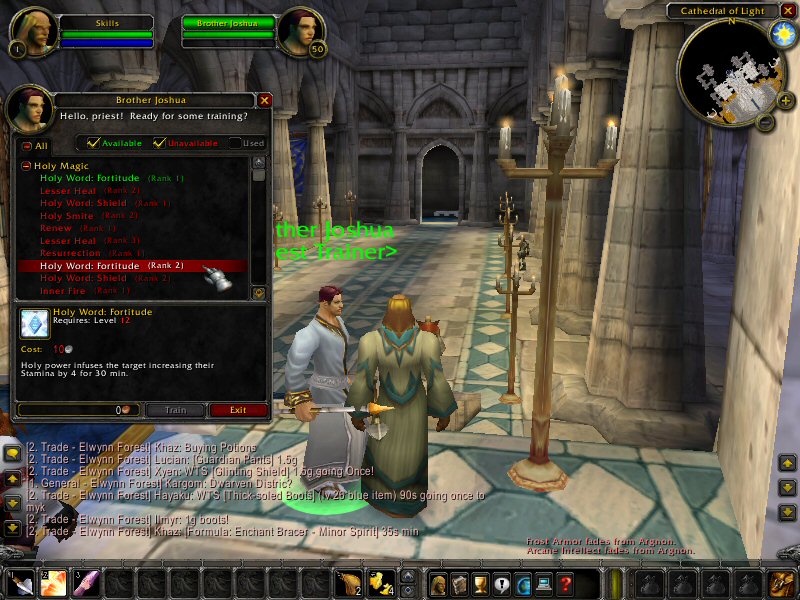 Skills
1
Brother Joshua
50
Cathedral of Light
N
Brother Joshua
Hello, priest! Ready for some training?
All
Available
Unavailable
Used
Holy Magic
Holy Word: Fortitude (Rank 1)
Lesser Heal (Rank 2)
Holy Word: Shield (Rank 1)
Holy Smite (Rank 2)
Renew (Rank 1)
Lesser Heal (Rank 3)
Resurrection (Rank 1)
Holy Word: Fortitude (Rank 2)
Holy Word: Shield (Rank 2)
Inner Fire (Rank 1)
ther Joshua
est Trainer>
Holy Word: Fortitude
Requires: Level 12
Cost: 10
Holy power infuses the target increasing their
Stamina by 4 for 30 min.
0
Train
Exit
[2. Trade - Elwynn Forest] Khaz: Buying Potions
[2. Trade - Elwynn Forest] Lucian: [Guardian Pants] 1.5g
[2. Trade - Elwynn Forest] Xyen: WTS [Glinting Shield] 1.5g going Once!
[1. General - Elwynn Forest] Kargom: Dwarven District?
[2. Trade - Elwynn Forest] Hayaku: WTS [Thick-soled Boots] (lv 26 blue item) 90s going once to
myk
[2. Trade - Elwynn Forest] Ilmyr: 1g boots!
[2. Trade - Elwynn Forest] Khaz: [Formula: Enchant Bracer - Minor Spirit] 35s min
Frost Armor fades from Argnon.
Arcane Intellect fades from Argnon.
1
2
3
2
4